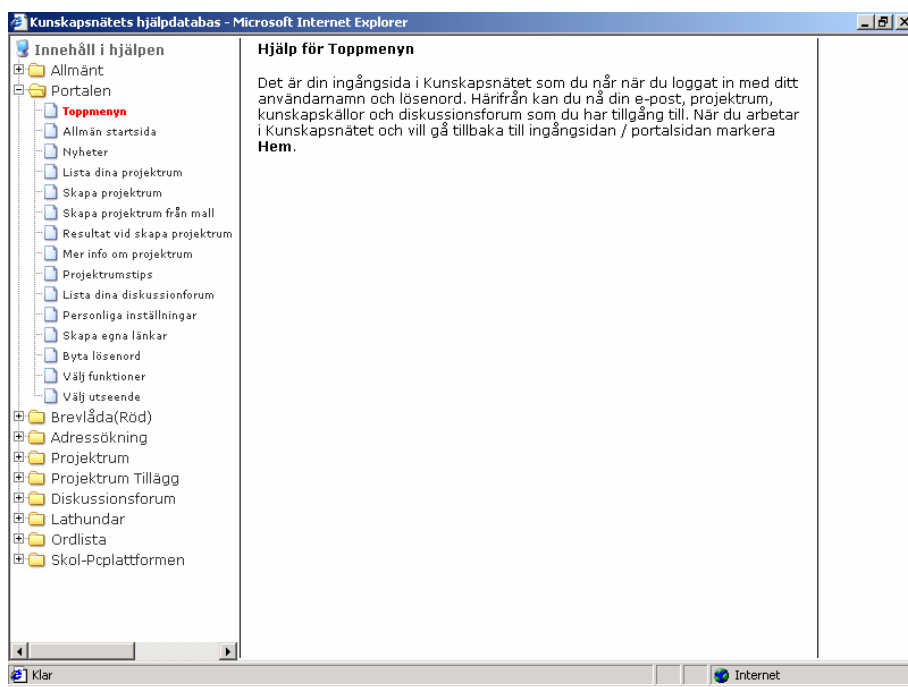 Kunskapsnätets hjälpdatabas - Microsoft Internet Explorer
Innehåll i hjälpen
Allmänt
Portalen
Toppmenyn
Allmän startsida
Nyheter
Lista dina projektrum
Skapa projektrum
Skapa projektrum från mall
Resultat vid skapa projektrum
Mer info om projektrum
Projektrumstips
Lista dina diskussionforum
Personliga inställningar
Skapa egna länkar
Byta lösenord
Välj funktioner
Välj utseende
Brevlåda(Röd)
Adressökning
Projektrum
Projektrum Tillägg
Diskussionsforum
Lathundar
Ordlista
Skol-Pcplattformen
Hjälp för Toppmenyn
Det är din ingångsida i Kunskapsnätet som du når när du loggat in med ditt
användarnamn och lösenord. Härifrån kan du nå din e-post, projektrum,
kunskapskällor och diskussionsforum som du har tillgång till. När du arbetar
i Kunskapsnätet och vill gå tillbaka till ingångsidan / portalsidan markera
Hem.
Klar
Internet